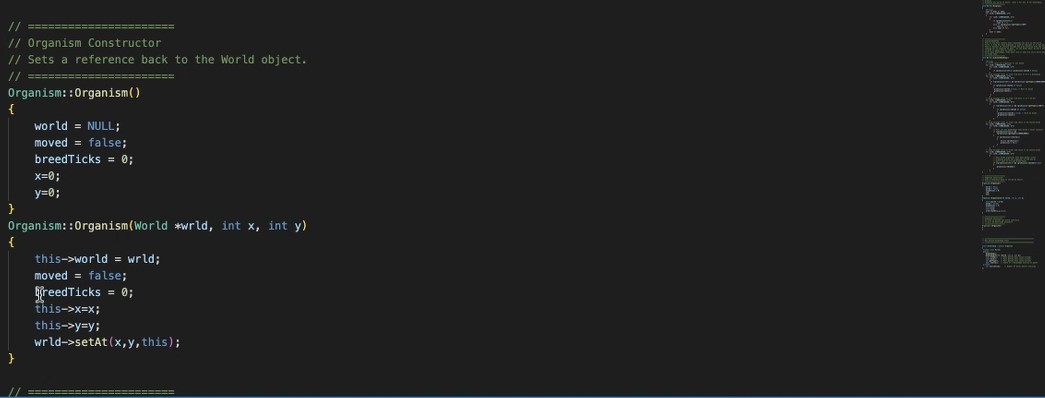 // ======================
// Organism Constructor
// Sets a reference back to the World object.
// ======================
Organism::Organism()
{
    world = NULL;
    moved = false;
    breedTicks = 0;
    x=0;
    y=0;
}
Organism::Organism(World *wrld, int x, int y)
{
    this->world = wrld;
    moved = false;
    breedTicks = 0;
    this->x=x;
    this->y=y;
    wrld->setAt(x,y,this);
}
// ======================